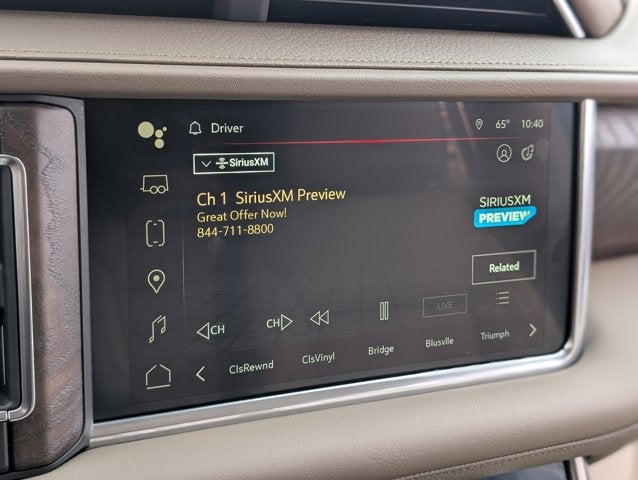 Driver
65° 10:40
SiriusXM
Ch 1 SiriusXM Preview
Great Offer Now!
844-711-8800
SIRIUSXM
PREVIEW
Related
CH
CH
LIVE
ClsRewnd ClsVinyl Bridge Blusvlle Triumph